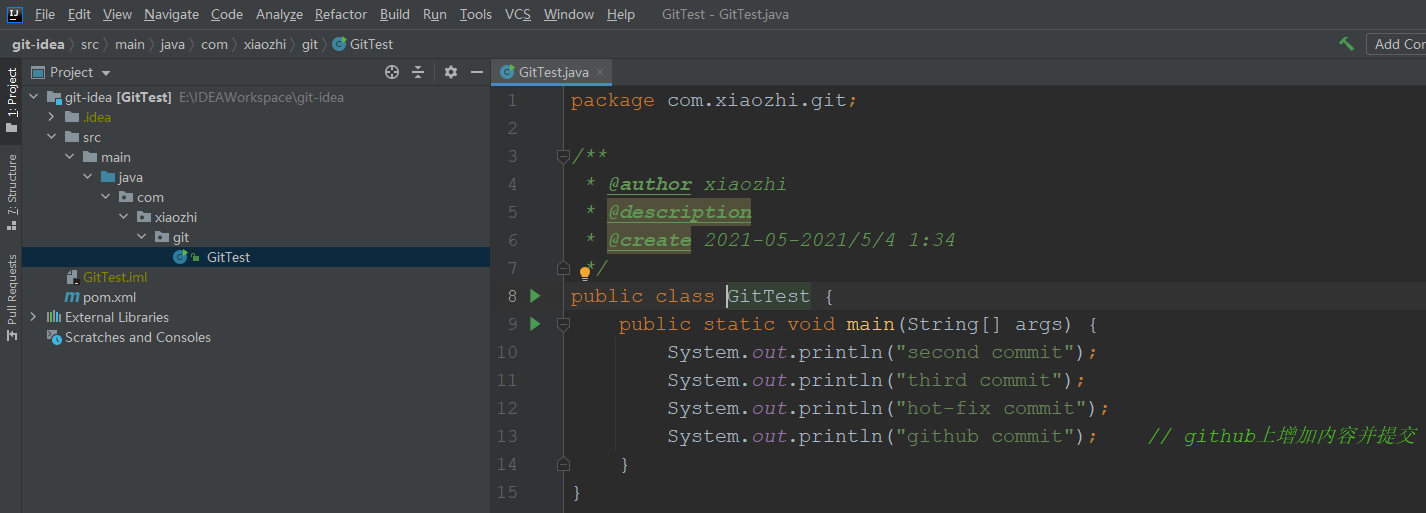 File Edit View Navigate Code Analyze Refactor Build Run Tools VCS Window Help GitTest - GitTest.java
git-idea src main java com xiaozhi git GitTest
Project
GitTest.java
1: Project
7: Structure
Pull Requests
git-idea [GitTest] E:\IDEAWorkspace\git-idea
.idea
src
main
java
com
xiaozhi
git
GitTest
GitTest.iml
pom.xml
External Libraries
Scratches and Consoles
1 package com.xiaozhi.git;
2
3 /**
4 * @author xiaozhi
5 * @description
6 * @create 2021-05-2021/5/4 1:34
7 */
8 public class GitTest {
9 public static void main(String[] args) {
10 System.out.println("second commit");
11 System.out.println("third commit");
12 System.out.println("hot-fix commit");
13 System.out.println("github commit"); // github上增加内容并提交
14 }
15 }